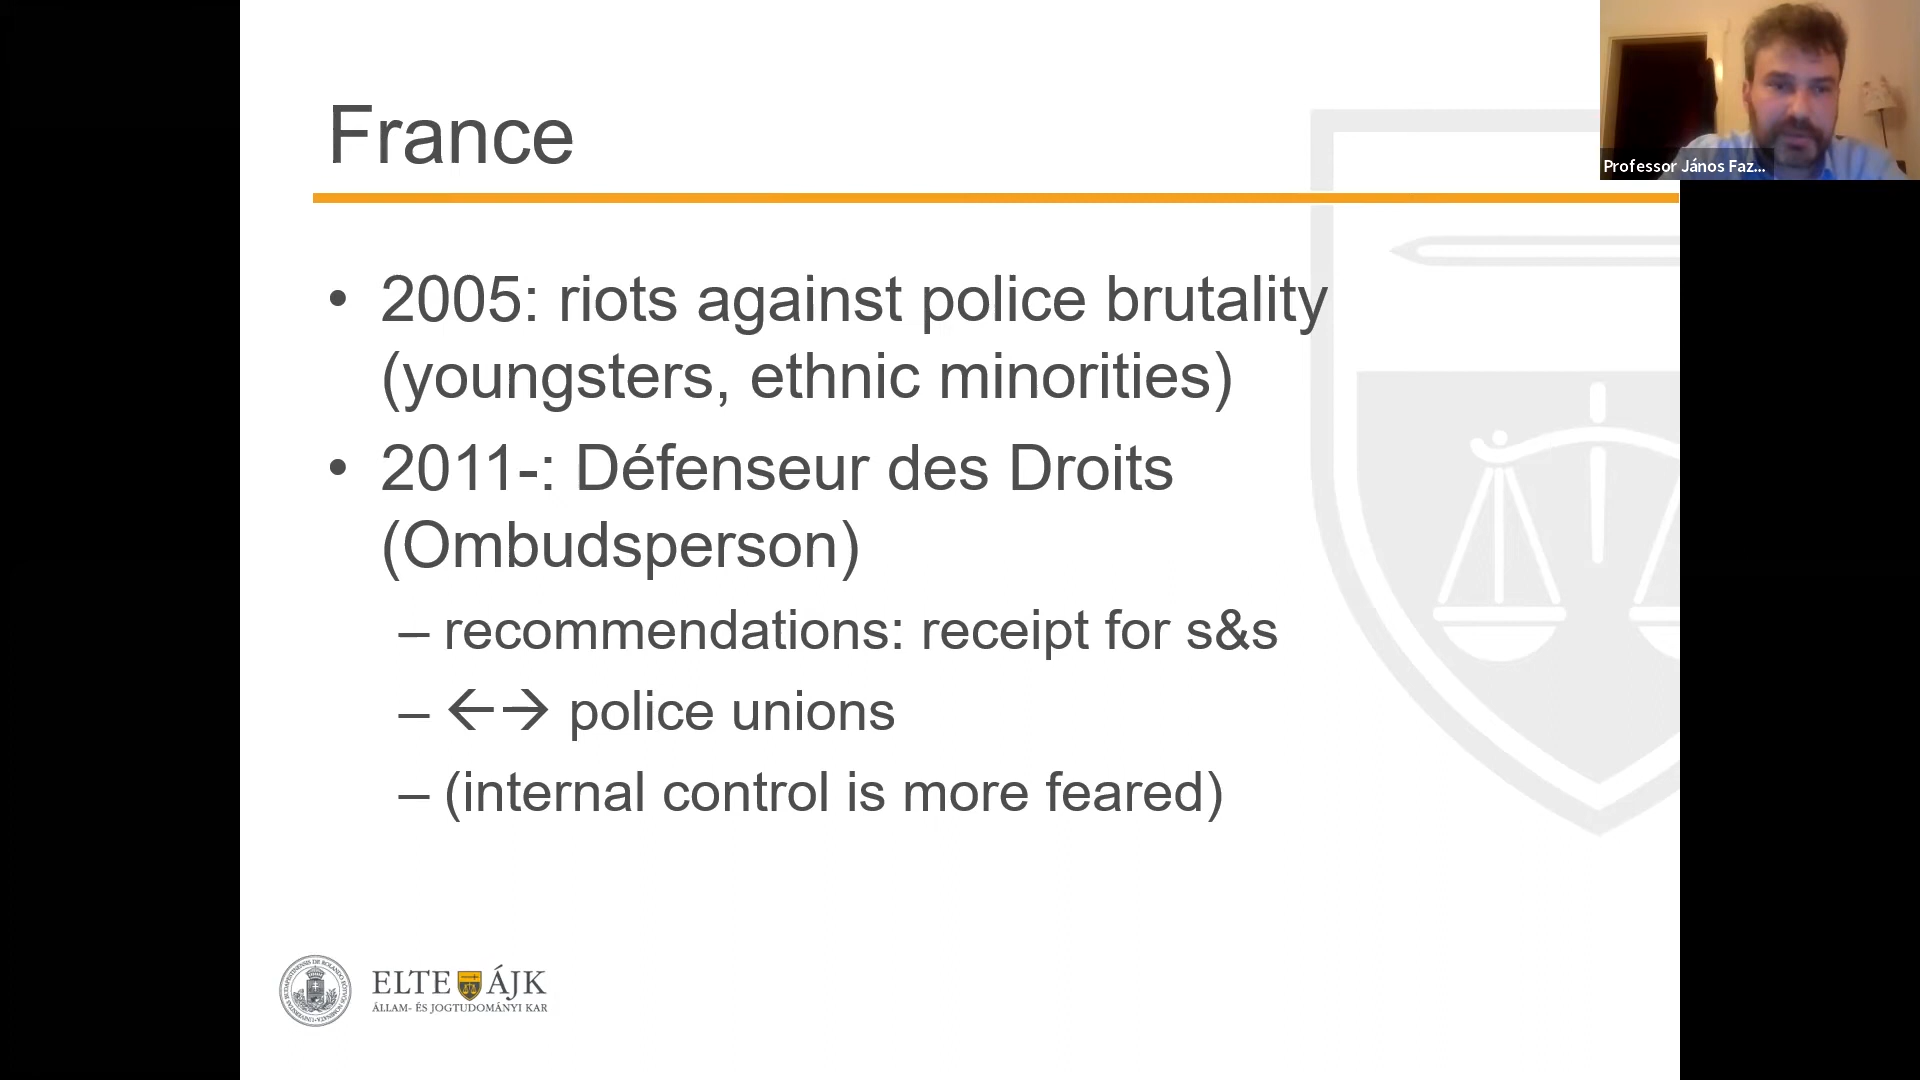 France
Professor János Faz...
• 2005: riots against police brutality
(youngsters, ethnic minorities)
• 2011-: Défenseur des Droits
(Ombudsperson)
– recommendations: receipt for s&s
– ←→ police unions
– (internal control is more feared)
ELTE ÁJK
ÁLLAM- ÉS JOGTUDOMÁNYI KAR